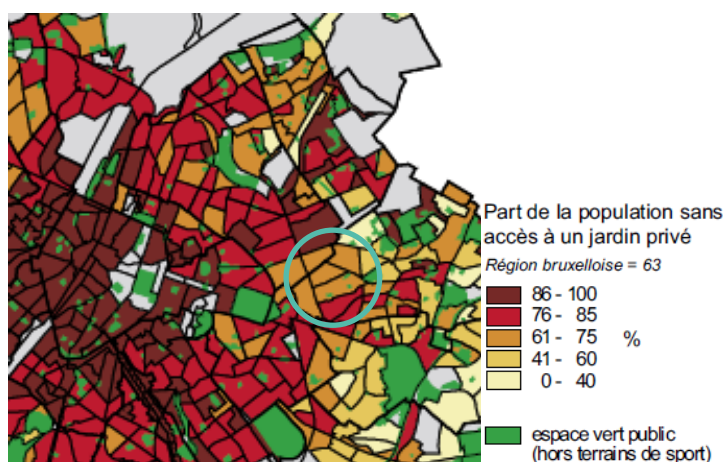 Part de la population sans
accès à un jardin privé
Région bruxelloise = 63
86 - 100
76 - 85
61 - 75 %
41 - 60
0 - 40
espace vert public
(hors terrains de sport)